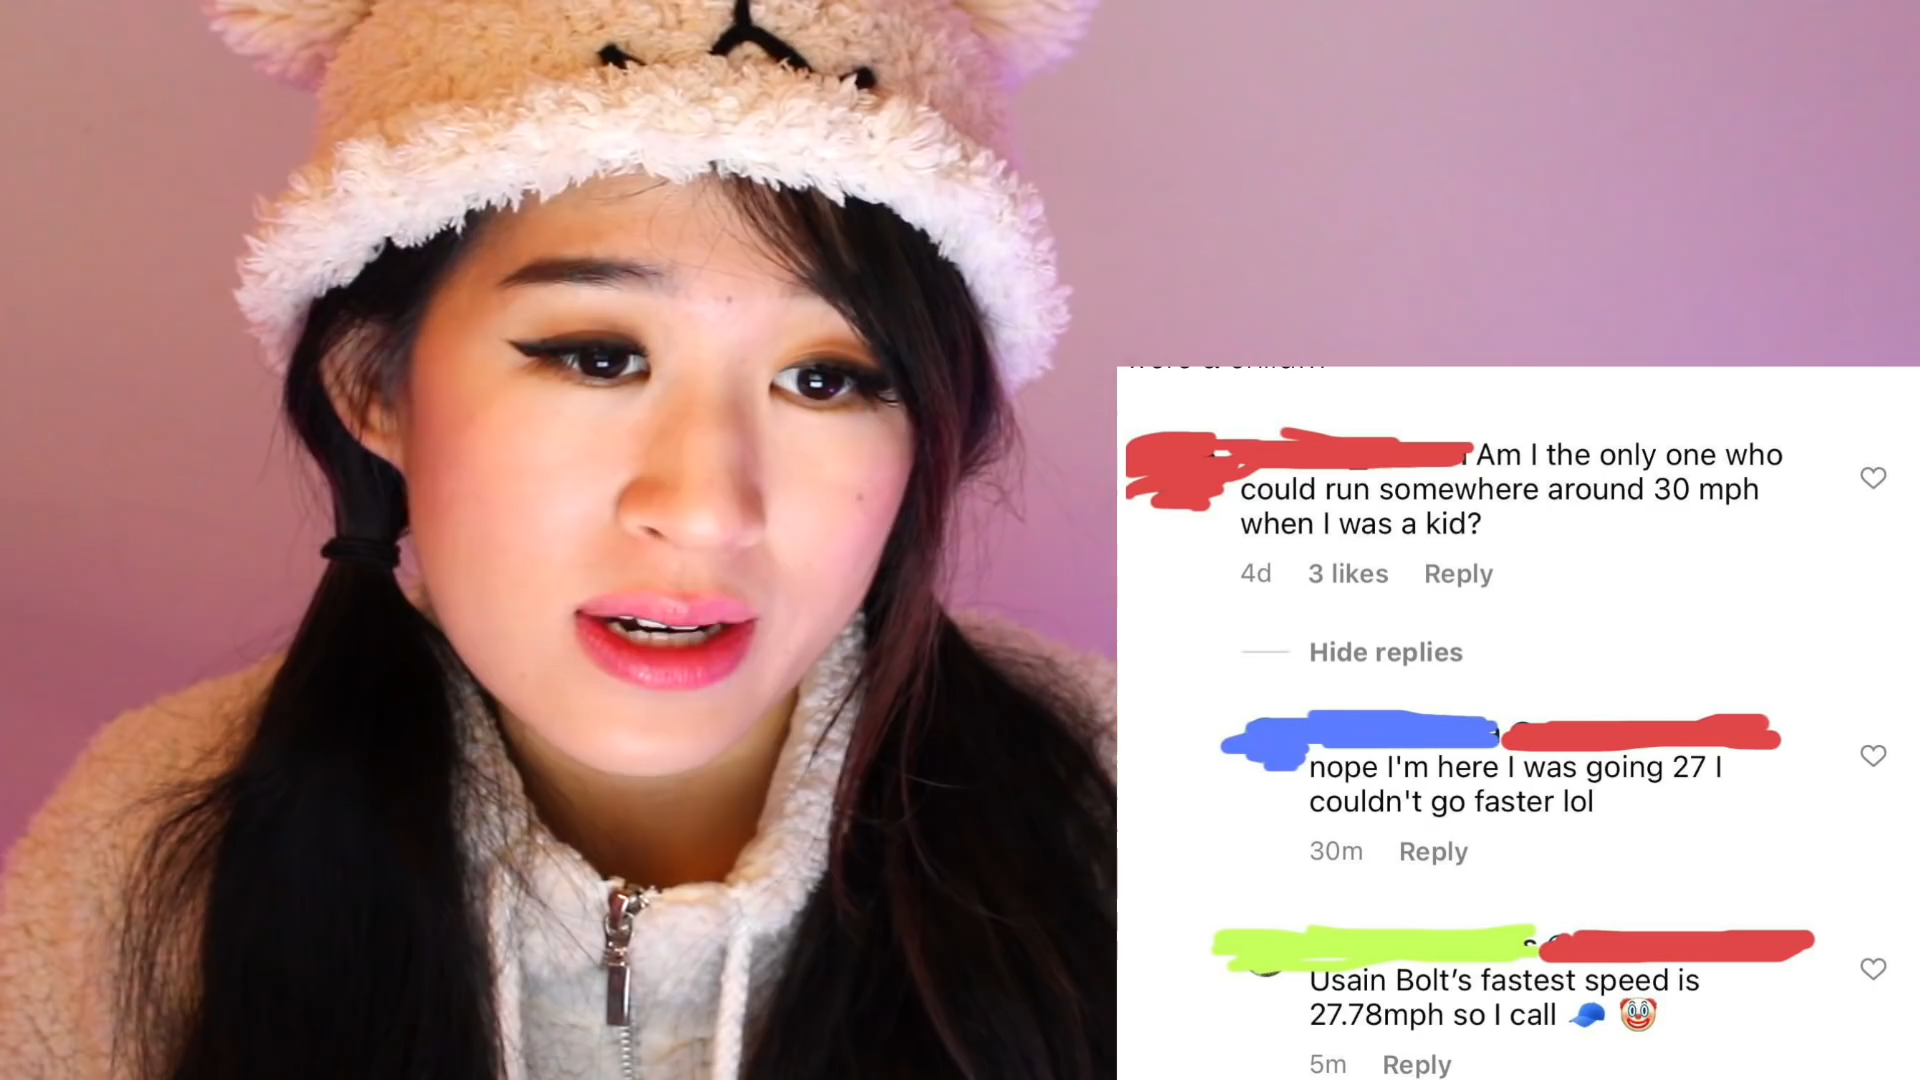 Am I the only one who
could run somewhere around 30 mph
when I was a kid?
4d 3 likes Reply
Hide replies
nope I'm here I was going 27 I
couldn't go faster lol
30m Reply
Usain Bolt’s fastest speed is
27.78mph so I call 🧢 🤡
5m Reply